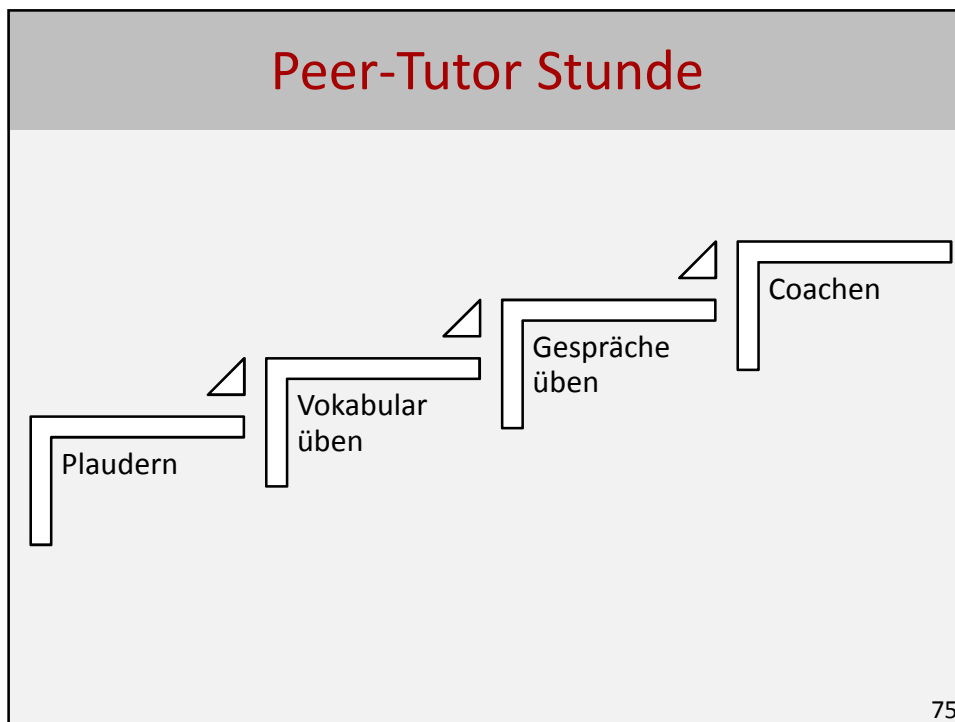 Peer-Tutor Stunde
Plaudern
Vokabular
üben
Gespräche
üben
Coachen
75